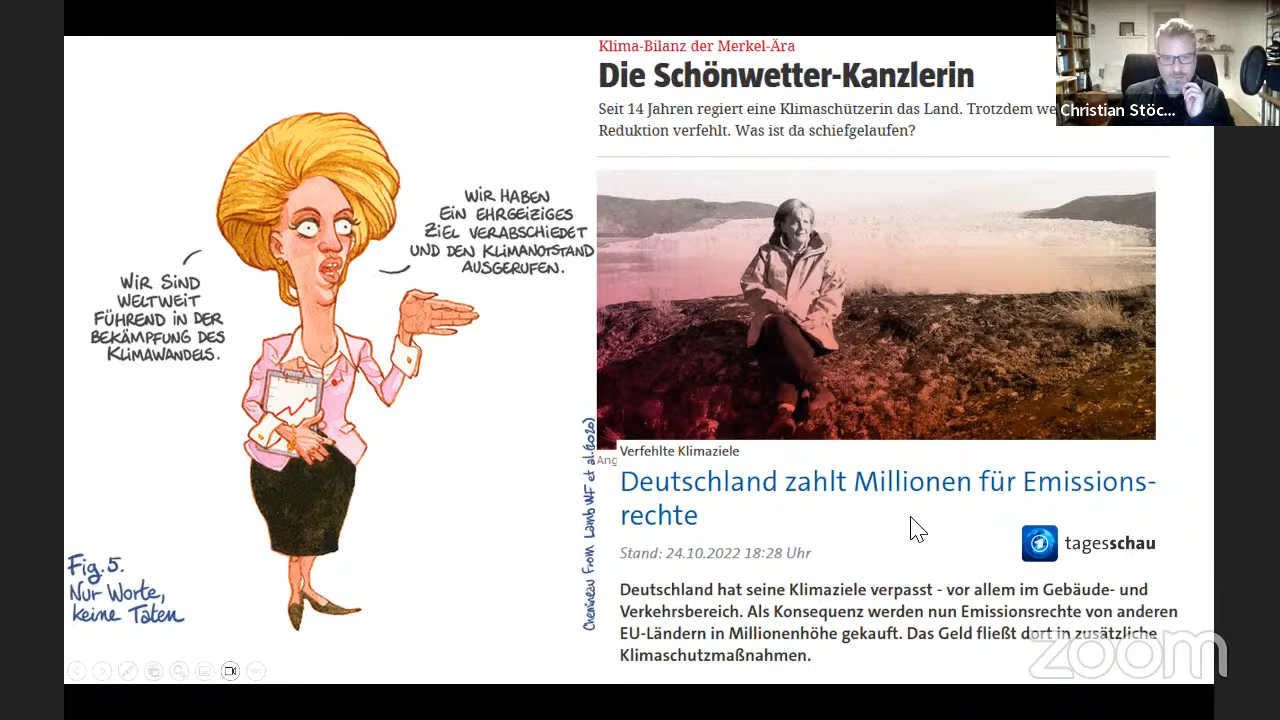 Klima-Bilanz der Merkel-Ära
Die Schönwetter-Kanzlerin
Seit 14 Jahren regiert eine Klimaschützerin das Land. Trotzdem we
Reduktion verfehlt. Was ist da schiefgelaufen?
Christian Stöc...
WIR HABEN
EIN EHRGEIZIGES
ZIEL VERABSCHIEDET
UND DEN KLIMANOTSTAND
AUSGERUFEN.
WIR SIND
WELTWEIT
FÜHREND IN DER
BEKÄMPFUNG DES
KLIMAWANDELS.
Fig. 5.
Nur Worte,
keine Taten
Chemineau From Lamb WF et al. (2020)
Ang
Verfehlte Klimaziele
Deutschland zahlt Millionen für Emissions-
rechte
Stand: 24.10.2022 18:28 Uhr
tagesschau
Deutschland hat seine Klimaziele verpasst - vor allem im Gebäude- und
Verkehrsbereich. Als Konsequenz werden nun Emissionsrechte von anderen
EU-Ländern in Millionenhöhe gekauft. Das Geld fließt dort in zusätzliche
Klimaschutzmaßnahmen.
zoom